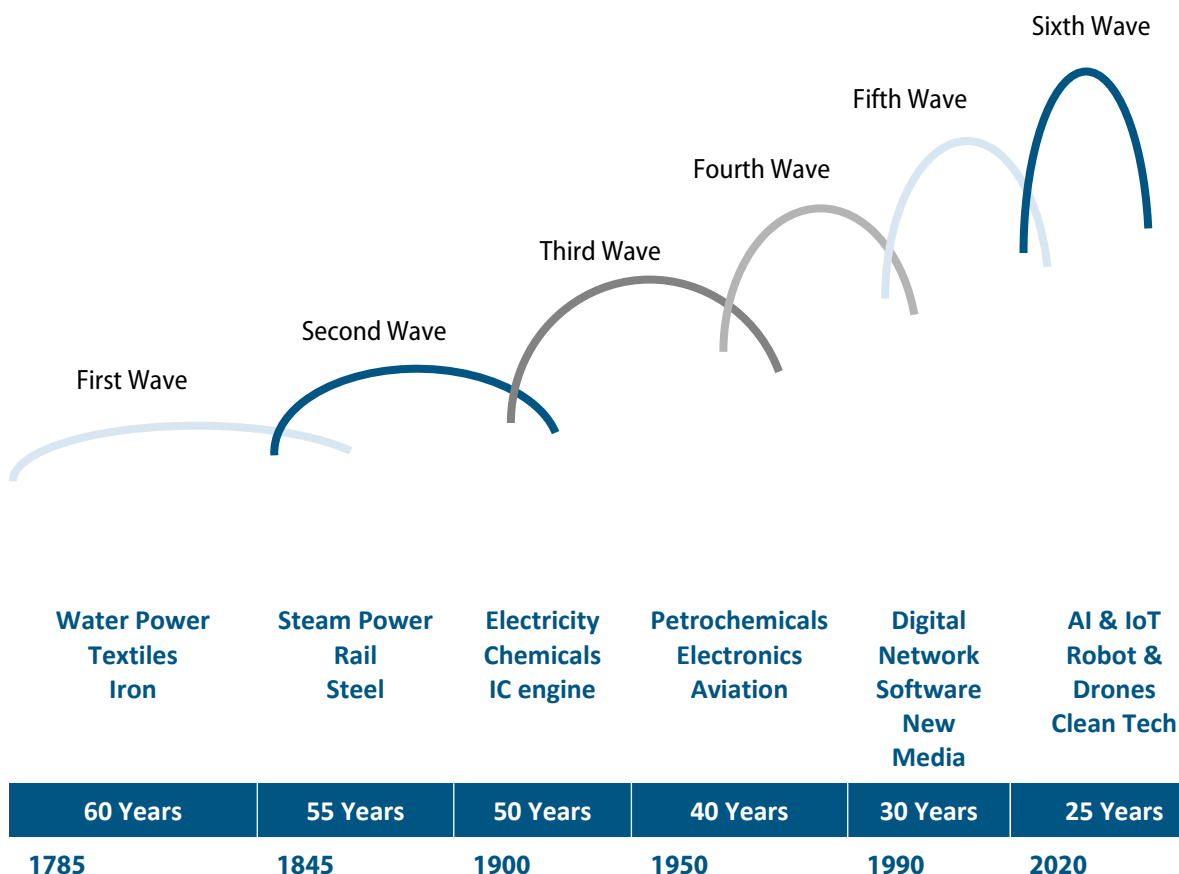 Sixth Wave
Fifth Wave
Fourth Wave
Third Wave
Second Wave
First Wave
Water Power
Textiles
Iron
Steam Power
Rail
Steel
Electricity
Chemicals
IC engine
Petrochemicals
Electronics
Aviation
Digital
Network
Software
New
Media
AI & IoT
Robot &
Drones
Clean Tech
60 Years
55 Years
50 Years
40 Years
30 Years
25 Years
1785
1845
1900
1950
1990
2020